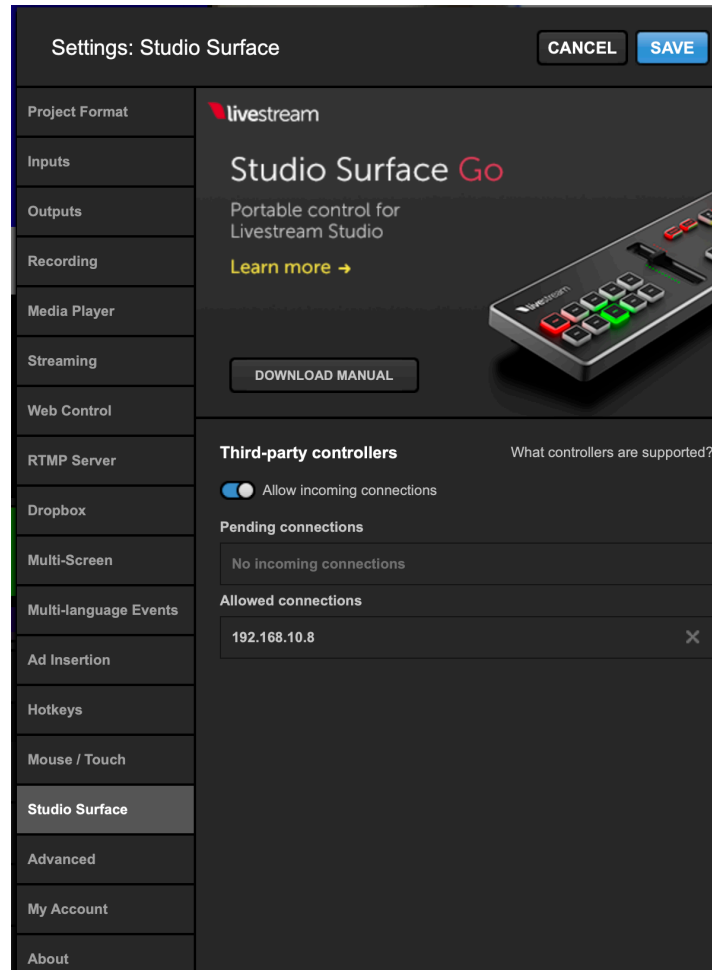 Settings: Studio Surface
CANCEL
SAVE
Project Format
Inputs
Outputs
Recording
Media Player
Streaming
Web Control
RTMP Server
Dropbox
Multi-Screen
Multi-language Events
Ad Insertion
Hotkeys
Mouse / Touch
Studio Surface
Advanced
My Account
About
livestream
Studio Surface Go
Portable control for
Livestream Studio
Learn more →
livestream
DOWNLOAD MANUAL
Third-party controllers
What controllers are supported?
Allow incoming connections
Pending connections
No incoming connections
Allowed connections
192.168.10.8